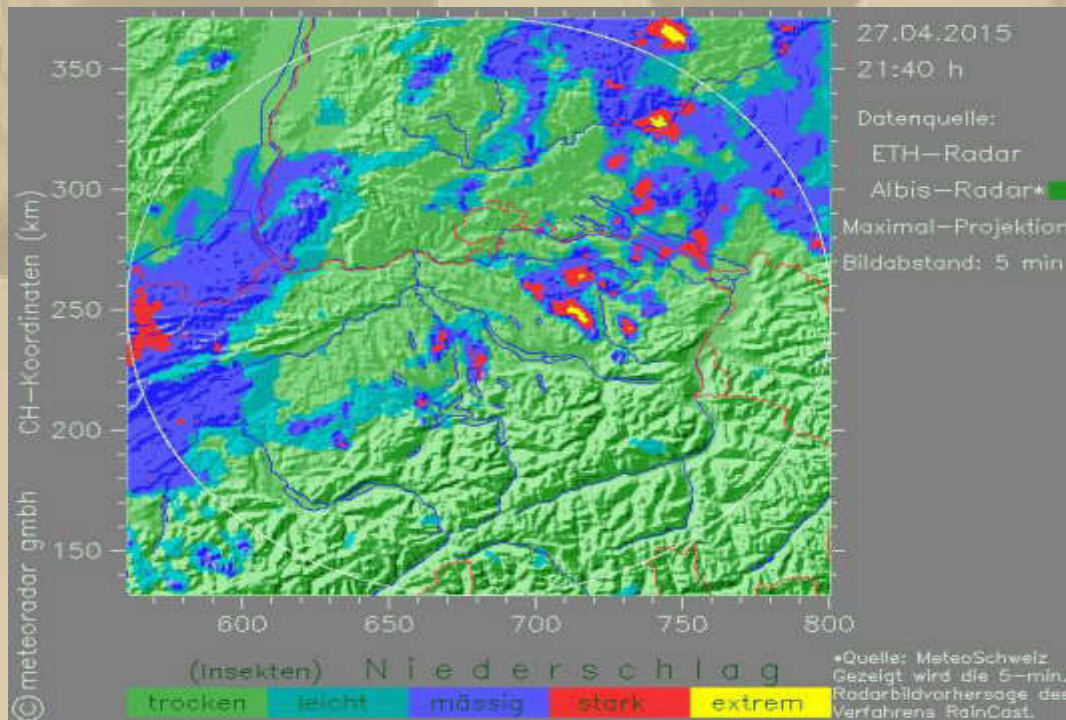 27.04.2015
21:40 h
Datenquelle:
ETH-Radar
Albis-Radar*
Maximal-Projektion
Bildabstand: 5 min
350
300
250
200
150
CH-Koordinaten (km)
© meteoradar gmbh
600 650 700 750 800
(Insekten) Niederschlag
trocken leicht mässig stark extrem
*Quelle: MeteoSchweiz
Gezeigt wird die 5-min.
Radarbildvorhersage des
Verfahrens RainCast.